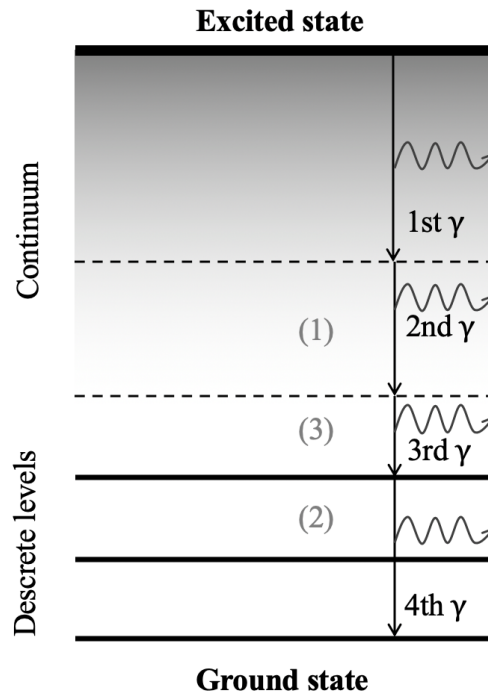 Excited state
Continuum
1st γ
(1)
2nd γ
(3)
3rd γ
Descrete levels
(2)
4th γ
Ground state